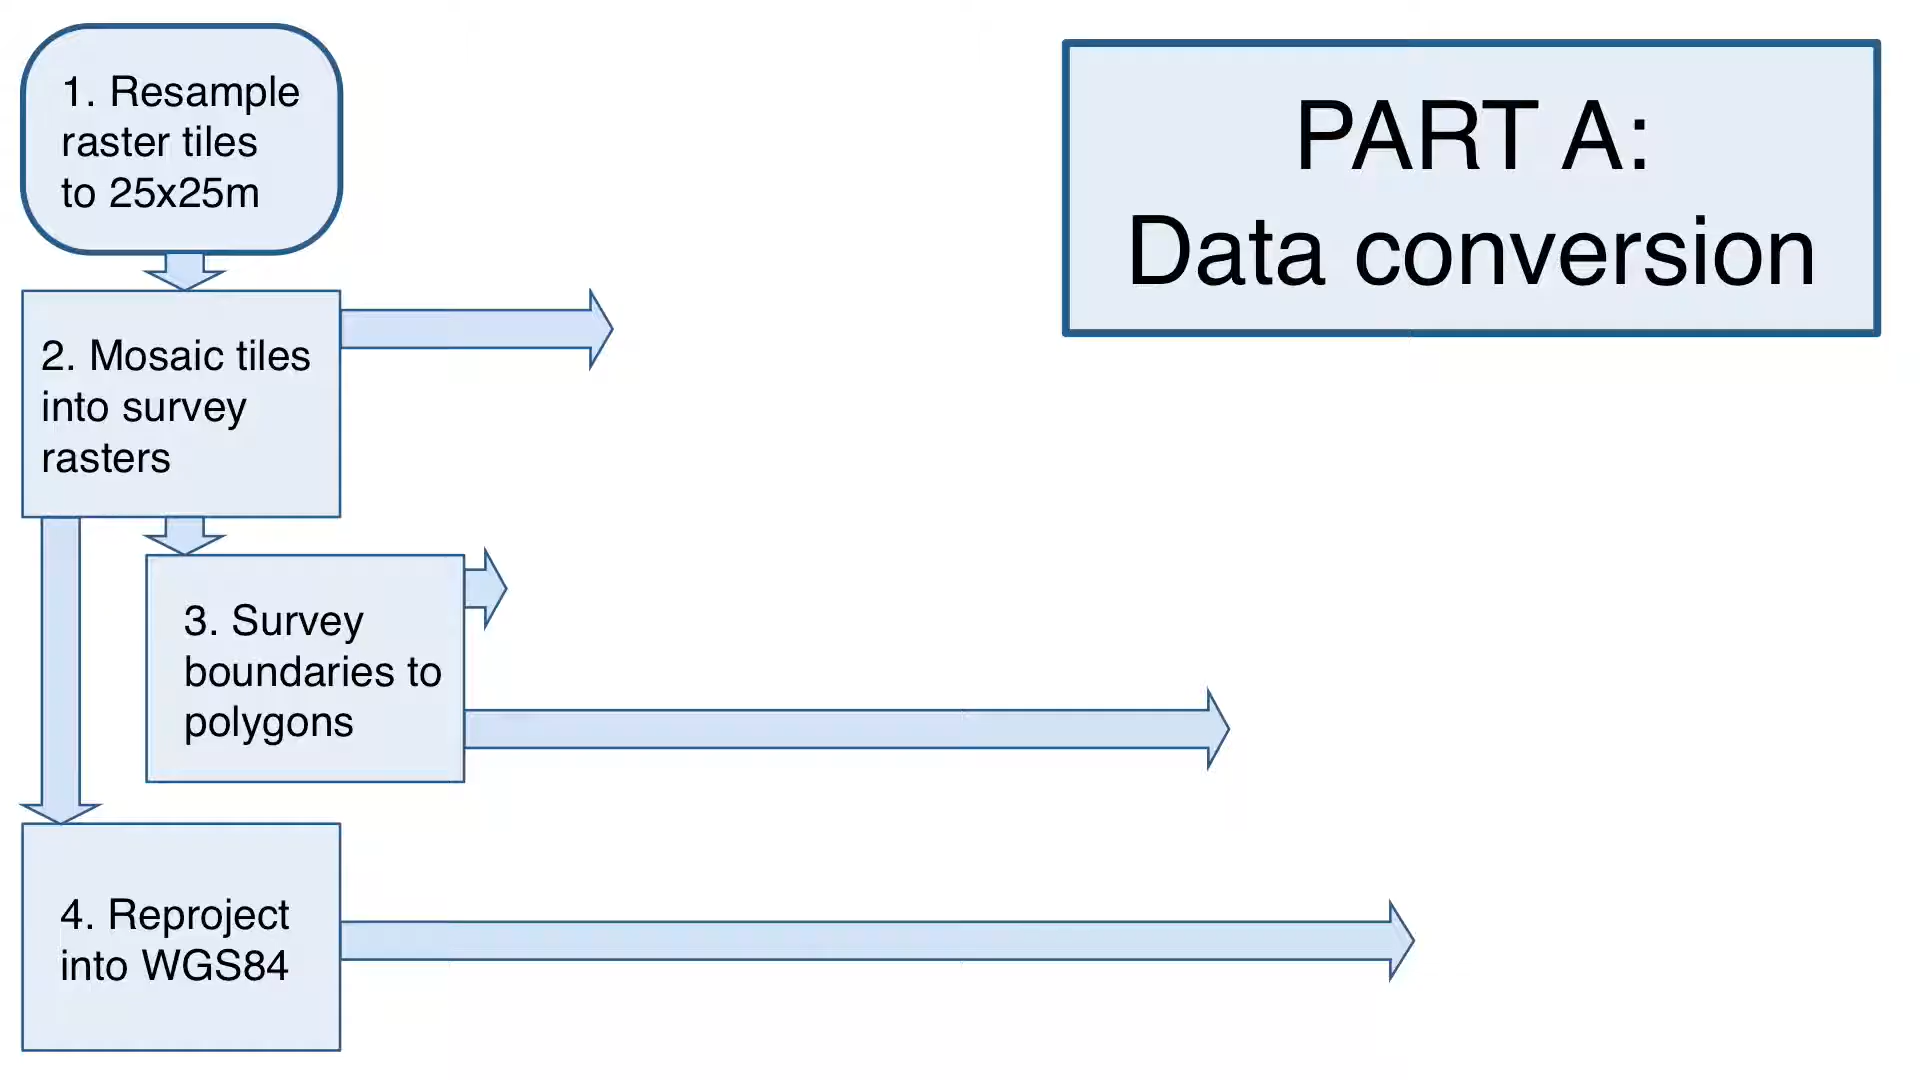 1. Resample
raster tiles
to 25x25m
PART A:
Data conversion
2. Mosaic tiles
into survey
rasters
3. Survey
boundaries to
polygons
4. Reproject
into WGS84